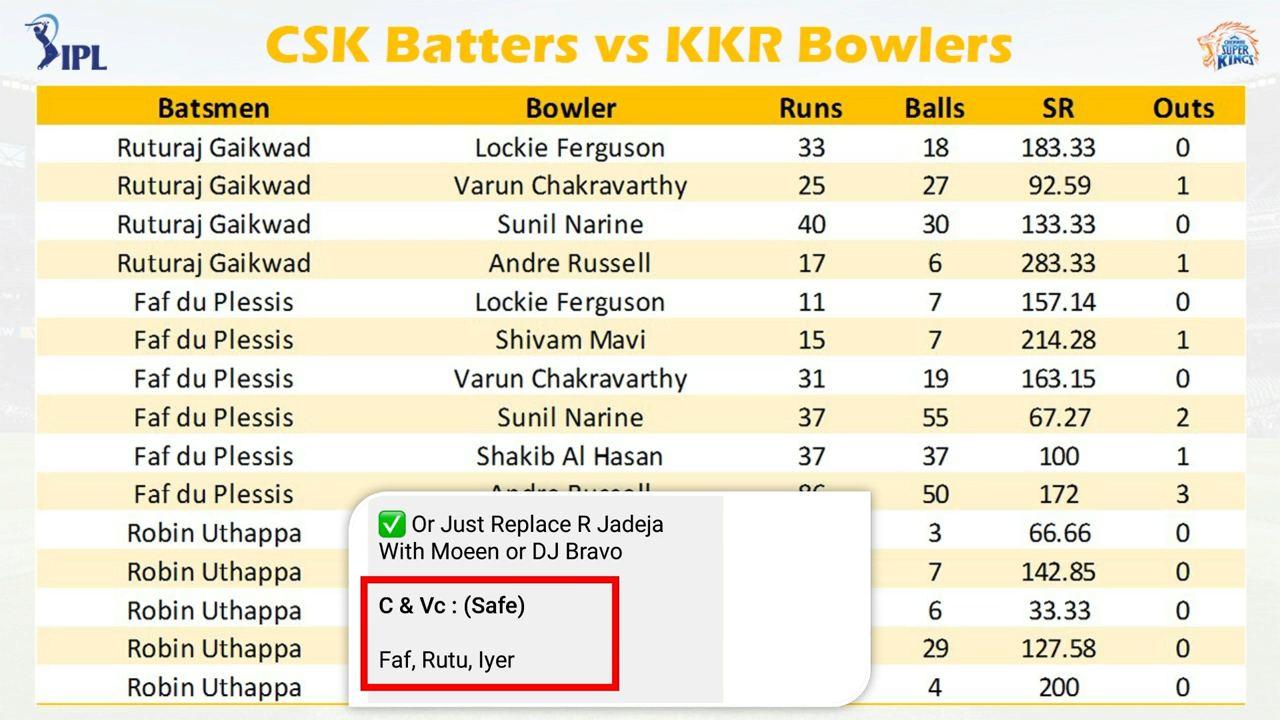 IPL
CSK Batters vs KKR Bowlers
CHENNAI
SUPER
KINGS
Batsmen Bowler Runs Balls SR Outs
Ruturaj Gaikwad Lockie Ferguson 33 18 183.33 0
Ruturaj Gaikwad Varun Chakravarthy 25 27 92.59 1
Ruturaj Gaikwad Sunil Narine 40 30 133.33 0
Ruturaj Gaikwad Andre Russell 17 6 283.33 1
Faf du Plessis Lockie Ferguson 11 7 157.14 0
Faf du Plessis Shivam Mavi 15 7 214.28 1
Faf du Plessis Varun Chakravarthy 31 19 163.15 0
Faf du Plessis Sunil Narine 37 55 67.27 2
Faf du Plessis Shakib Al Hasan 37 37 100 1
Faf du Plessis Andre Russell 86 50 172 3
Robin Uthappa 3 66.66 0
Robin Uthappa 7 142.85 0
Robin Uthappa 6 33.33 0
Robin Uthappa 29 127.58 0
Robin Uthappa 4 200 0
✅ Or Just Replace R Jadeja
With Moeen or DJ Bravo
C & Vc : (Safe)
Faf, Rutu, Iyer